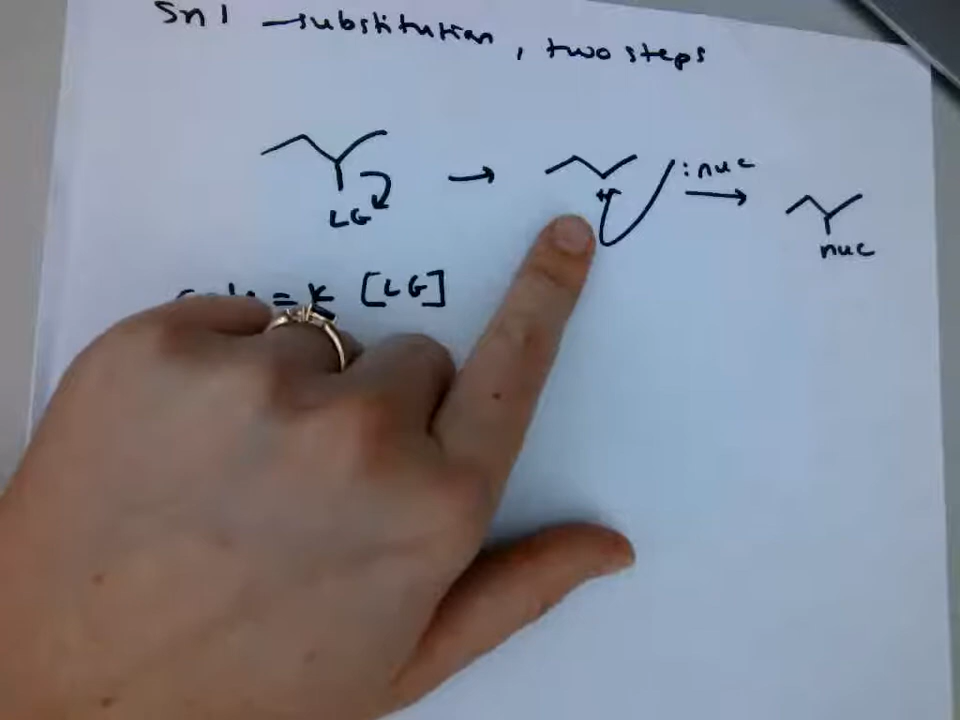 Sn1 → substitution, two steps
:nuc
LG
nuc
= K [LG]